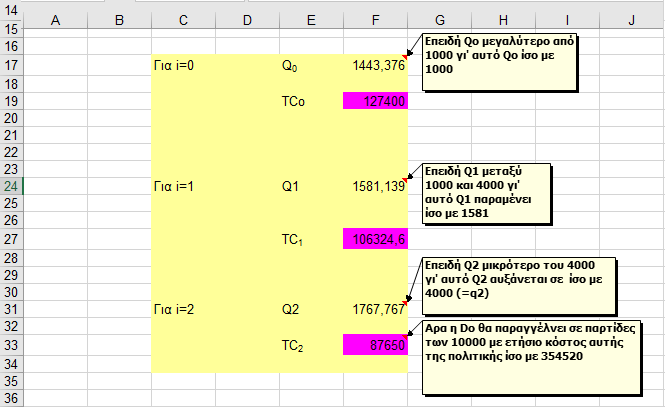 A B C D E F G H I J
14
15
16
17 Για i=0 Q₀ 1443,376
Επειδή Qo μεγαλύτερο από
1000 γι' αυτό Qo ίσο με
1000
18
19 TCo 127400
20
21
22
23
24 Για i=1 Q1 1581,139
Επειδή Q1 μεταξύ
1000 και 4000 γι'
αυτό Q1 παραμένει
ίσο με 1581
25
26
27 TC₁ 106324,6
28
29
30
31 Για i=2 Q2 1767,767
Επειδή Q2 μικρότερο του 4000
γι' αυτό Q2 αυξάνεται σε ίσο με
4000 (=q2)
32
33 TC₂ 87650
Αρα η Do θα παραγγέλνει σε παρτίδες
των 10000 με ετήσιο κόστος αυτής
της πολιτικής ίσο με 354520
34
35
36